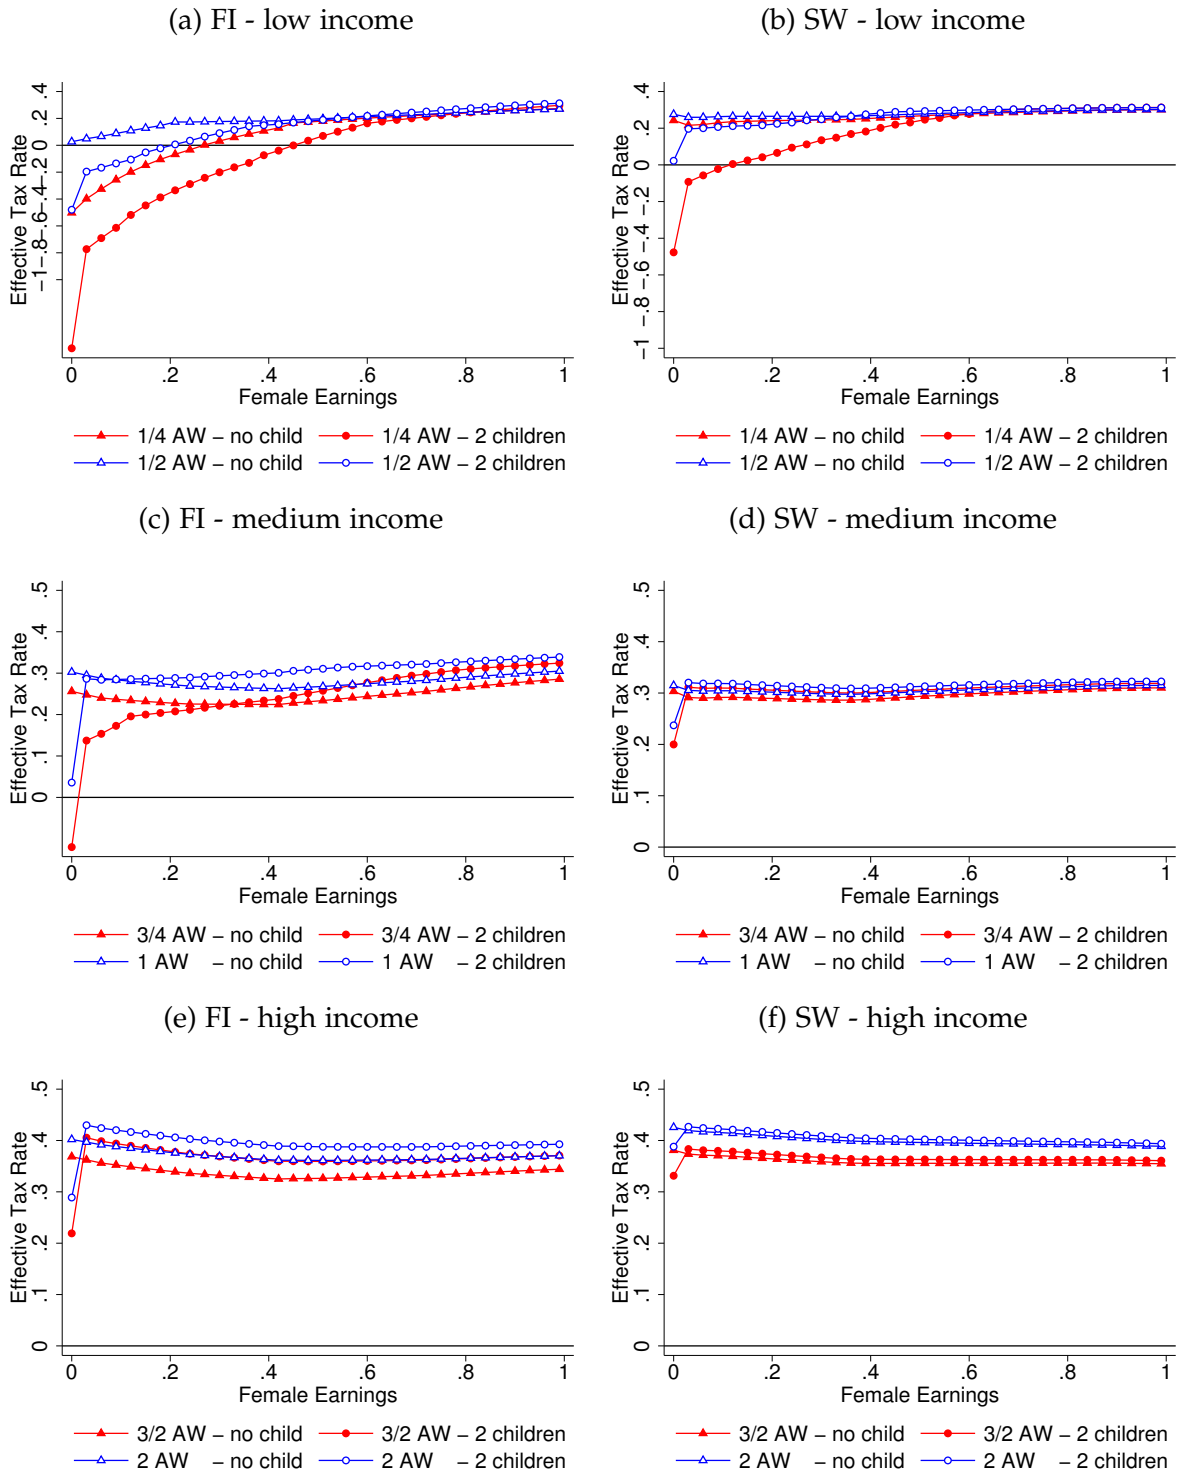 (a) FI - low income
(b) SW - low income
Effective Tax Rate
−1−.8−.6−.4−.2 0 .2 .4
0 .2 .4 .6 .8 1
Female Earnings
1/4 AW − no child 1/4 AW − 2 children
1/2 AW − no child 1/2 AW − 2 children
Effective Tax Rate
−1 −.8 −.6 −.4 −.2 0 .2 .4
0 .2 .4 .6 .8 1
Female Earnings
1/4 AW − no child 1/4 AW − 2 children
1/2 AW − no child 1/2 AW − 2 children
(c) FI - medium income
(d) SW - medium income
Effective Tax Rate
0 .1 .2 .3 .4 .5
0 .2 .4 .6 .8 1
Female Earnings
3/4 AW − no child 3/4 AW − 2 children
1 AW − no child 1 AW − 2 children
Effective Tax Rate
0 .1 .2 .3 .4 .5
0 .2 .4 .6 .8 1
Female Earnings
3/4 AW − no child 3/4 AW − 2 children
1 AW − no child 1 AW − 2 children
(e) FI - high income
(f) SW - high income
Effective Tax Rate
0 .1 .2 .3 .4 .5
0 .2 .4 .6 .8 1
Female Earnings
3/2 AW − no child 3/2 AW − 2 children
2 AW − no child 2 AW − 2 children
Effective Tax Rate
0 .1 .2 .3 .4 .5
0 .2 .4 .6 .8 1
Female Earnings
3/2 AW − no child 3/2 AW − 2 children
2 AW − no child 2 AW − 2 children